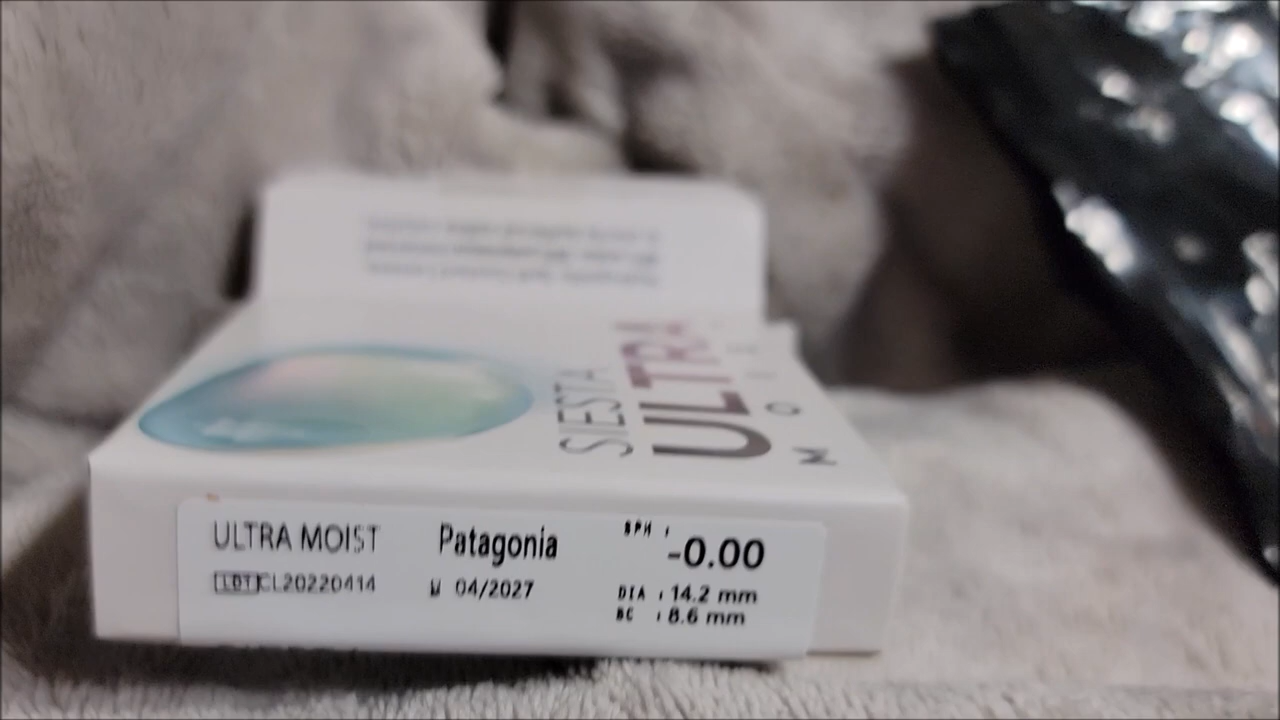 SIESTA
ULTRA
MO
ULTRA MOIST
LOT CL20220414
Patagonia
04/2027
SPH :
-0.00
DIA : 14.2 mm
BC : 8.6 mm